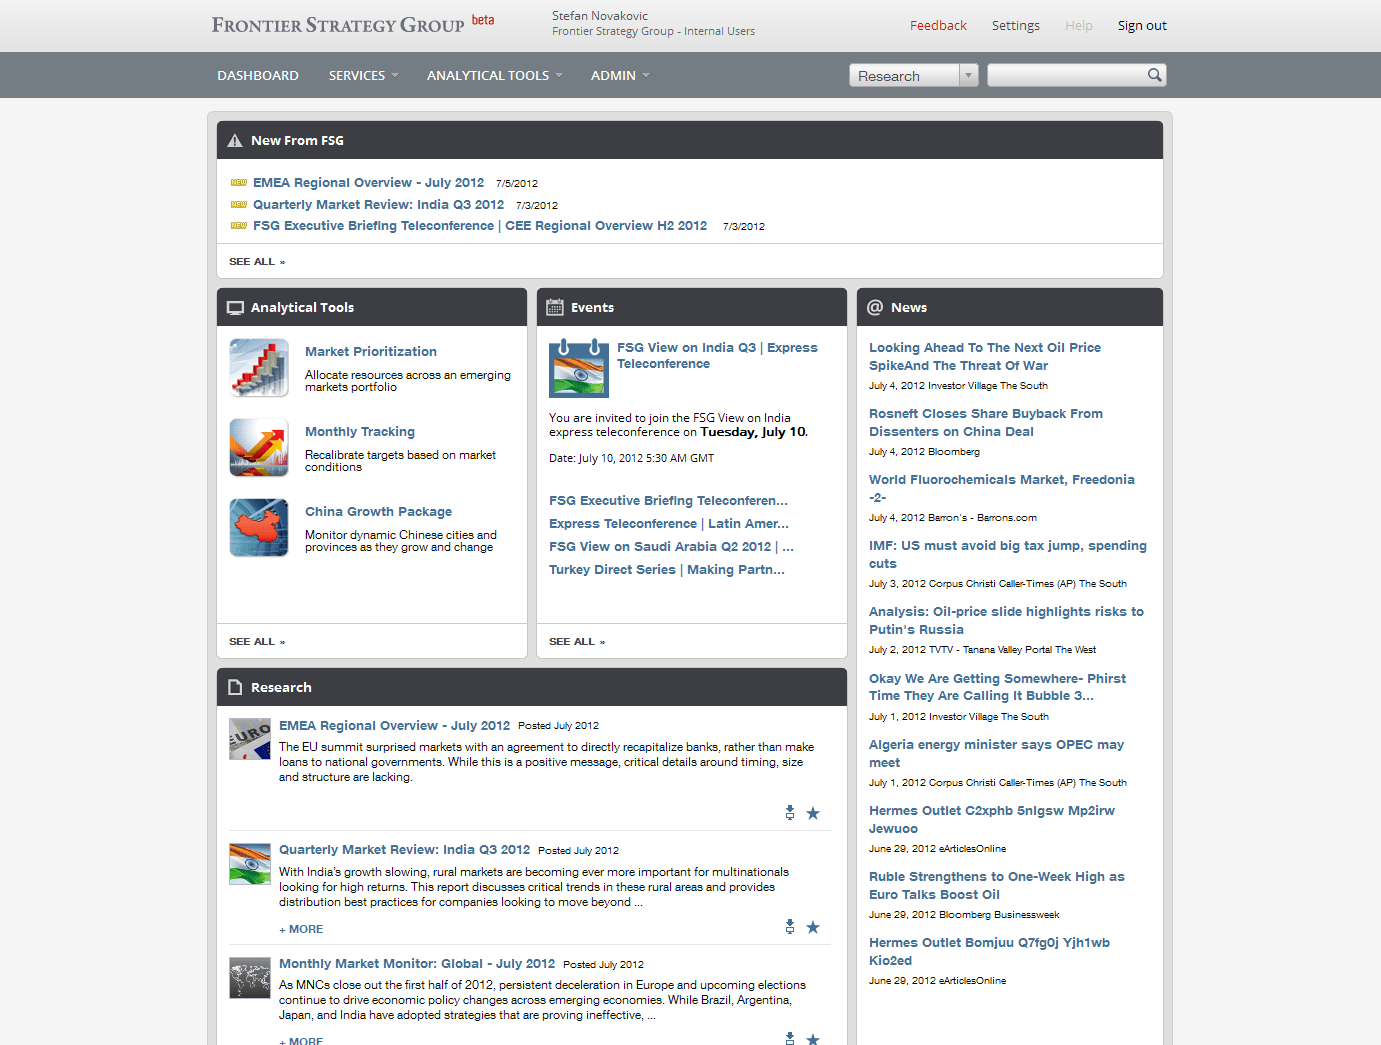 FRONTIER STRATEGY GROUP beta
Stefan Novakovic
Frontier Strategy Group - Internal Users
Feedback
Settings
Help
Sign out
DASHBOARD
SERVICES
ANALYTICAL TOOLS
ADMIN
Research
New From FSG
NEW EMEA Regional Overview - July 2012 7/5/2012
NEW Quarterly Market Review: India Q3 2012 7/3/2012
NEW FSG Executive Briefing Teleconference | CEE Regional Overview H2 2012 7/3/2012
SEE ALL »
Analytical Tools
Market Prioritization
Allocate resources across an emerging
markets portfolio
Monthly Tracking
Recalibrate targets based on market
conditions
China Growth Package
Monitor dynamic Chinese cities and
provinces as they grow and change
SEE ALL »
Events
FSG View on India Q3 | Express
Teleconference
You are invited to join the FSG View on India
express teleconference on Tuesday, July 10.
Date: July 10, 2012 5:30 AM GMT
FSG Executive Briefing Teleconferen...
Express Teleconference | Latin Amer...
FSG View on Saudi Arabia Q2 2012 | ...
Turkey Direct Series | Making Partn...
SEE ALL »
@ News
Looking Ahead To The Next Oil Price
SpikeAnd The Threat Of War
July 4, 2012 Investor Village The South
Rosneft Closes Share Buyback From
Dissenters on China Deal
July 4, 2012 Bloomberg
World Fluorochemicals Market, Freedonia
-2-
July 4, 2012 Barron's - Barrons.com
IMF: US must avoid big tax jump, spending
cuts
July 3, 2012 Corpus Christi Caller-Times (AP) The South
Analysis: Oil-price slide highlights risks to
Putin's Russia
July 2, 2012 TVTV - Tanana Valley Portal The West
Okay We Are Getting Somewhere- Phirst
Time They Are Calling It Bubble 3...
July 1, 2012 Investor Village The South
Algeria energy minister says OPEC may
meet
July 1, 2012 Corpus Christi Caller-Times (AP) The South
Hermes Outlet C2xphb 5nlgsw Mp2irw
Jewuoo
June 29, 2012 eArticlesOnline
Ruble Strengthens to One-Week High as
Euro Talks Boost Oil
June 29, 2012 Bloomberg Businessweek
Hermes Outlet Bomjuu Q7fg0j Yjh1wb
Kio2ed
June 29, 2012 eArticlesOnline
Research
EURO
EMEA Regional Overview - July 2012 Posted July 2012
The EU summit surprised markets with an agreement to directly recapitalize banks, rather than make
loans to national governments. While this is a positive message, critical details around timing, size
and structure are lacking.
Quarterly Market Review: India Q3 2012 Posted July 2012
With India's growth slowing, rural markets are becoming ever more important for multinationals
looking for high returns. This report discusses critical trends in these rural areas and provides
distribution best practices for companies looking to move beyond ...
+ MORE
Monthly Market Monitor: Global - July 2012 Posted July 2012
As MNCs close out the first half of 2012, persistent deceleration in Europe and upcoming elections
continue to drive economic policy changes across emerging economies. While Brazil, Argentina,
Japan, and India have adopted strategies that are proving ineffective, ...
+ MORE